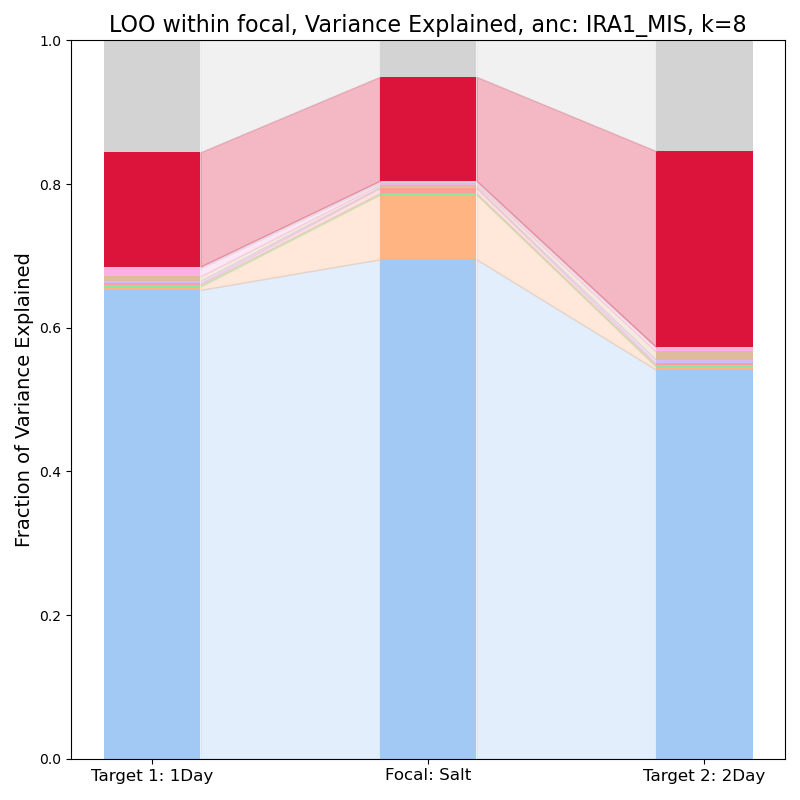 LOO within focal, Variance Explained, anc: IRA1_MIS, k=8
Fraction of Variance Explained
1.0
0.8
0.6
0.4
0.2
0.0
Target 1: 1Day
Focal: Salt
Target 2: 2Day